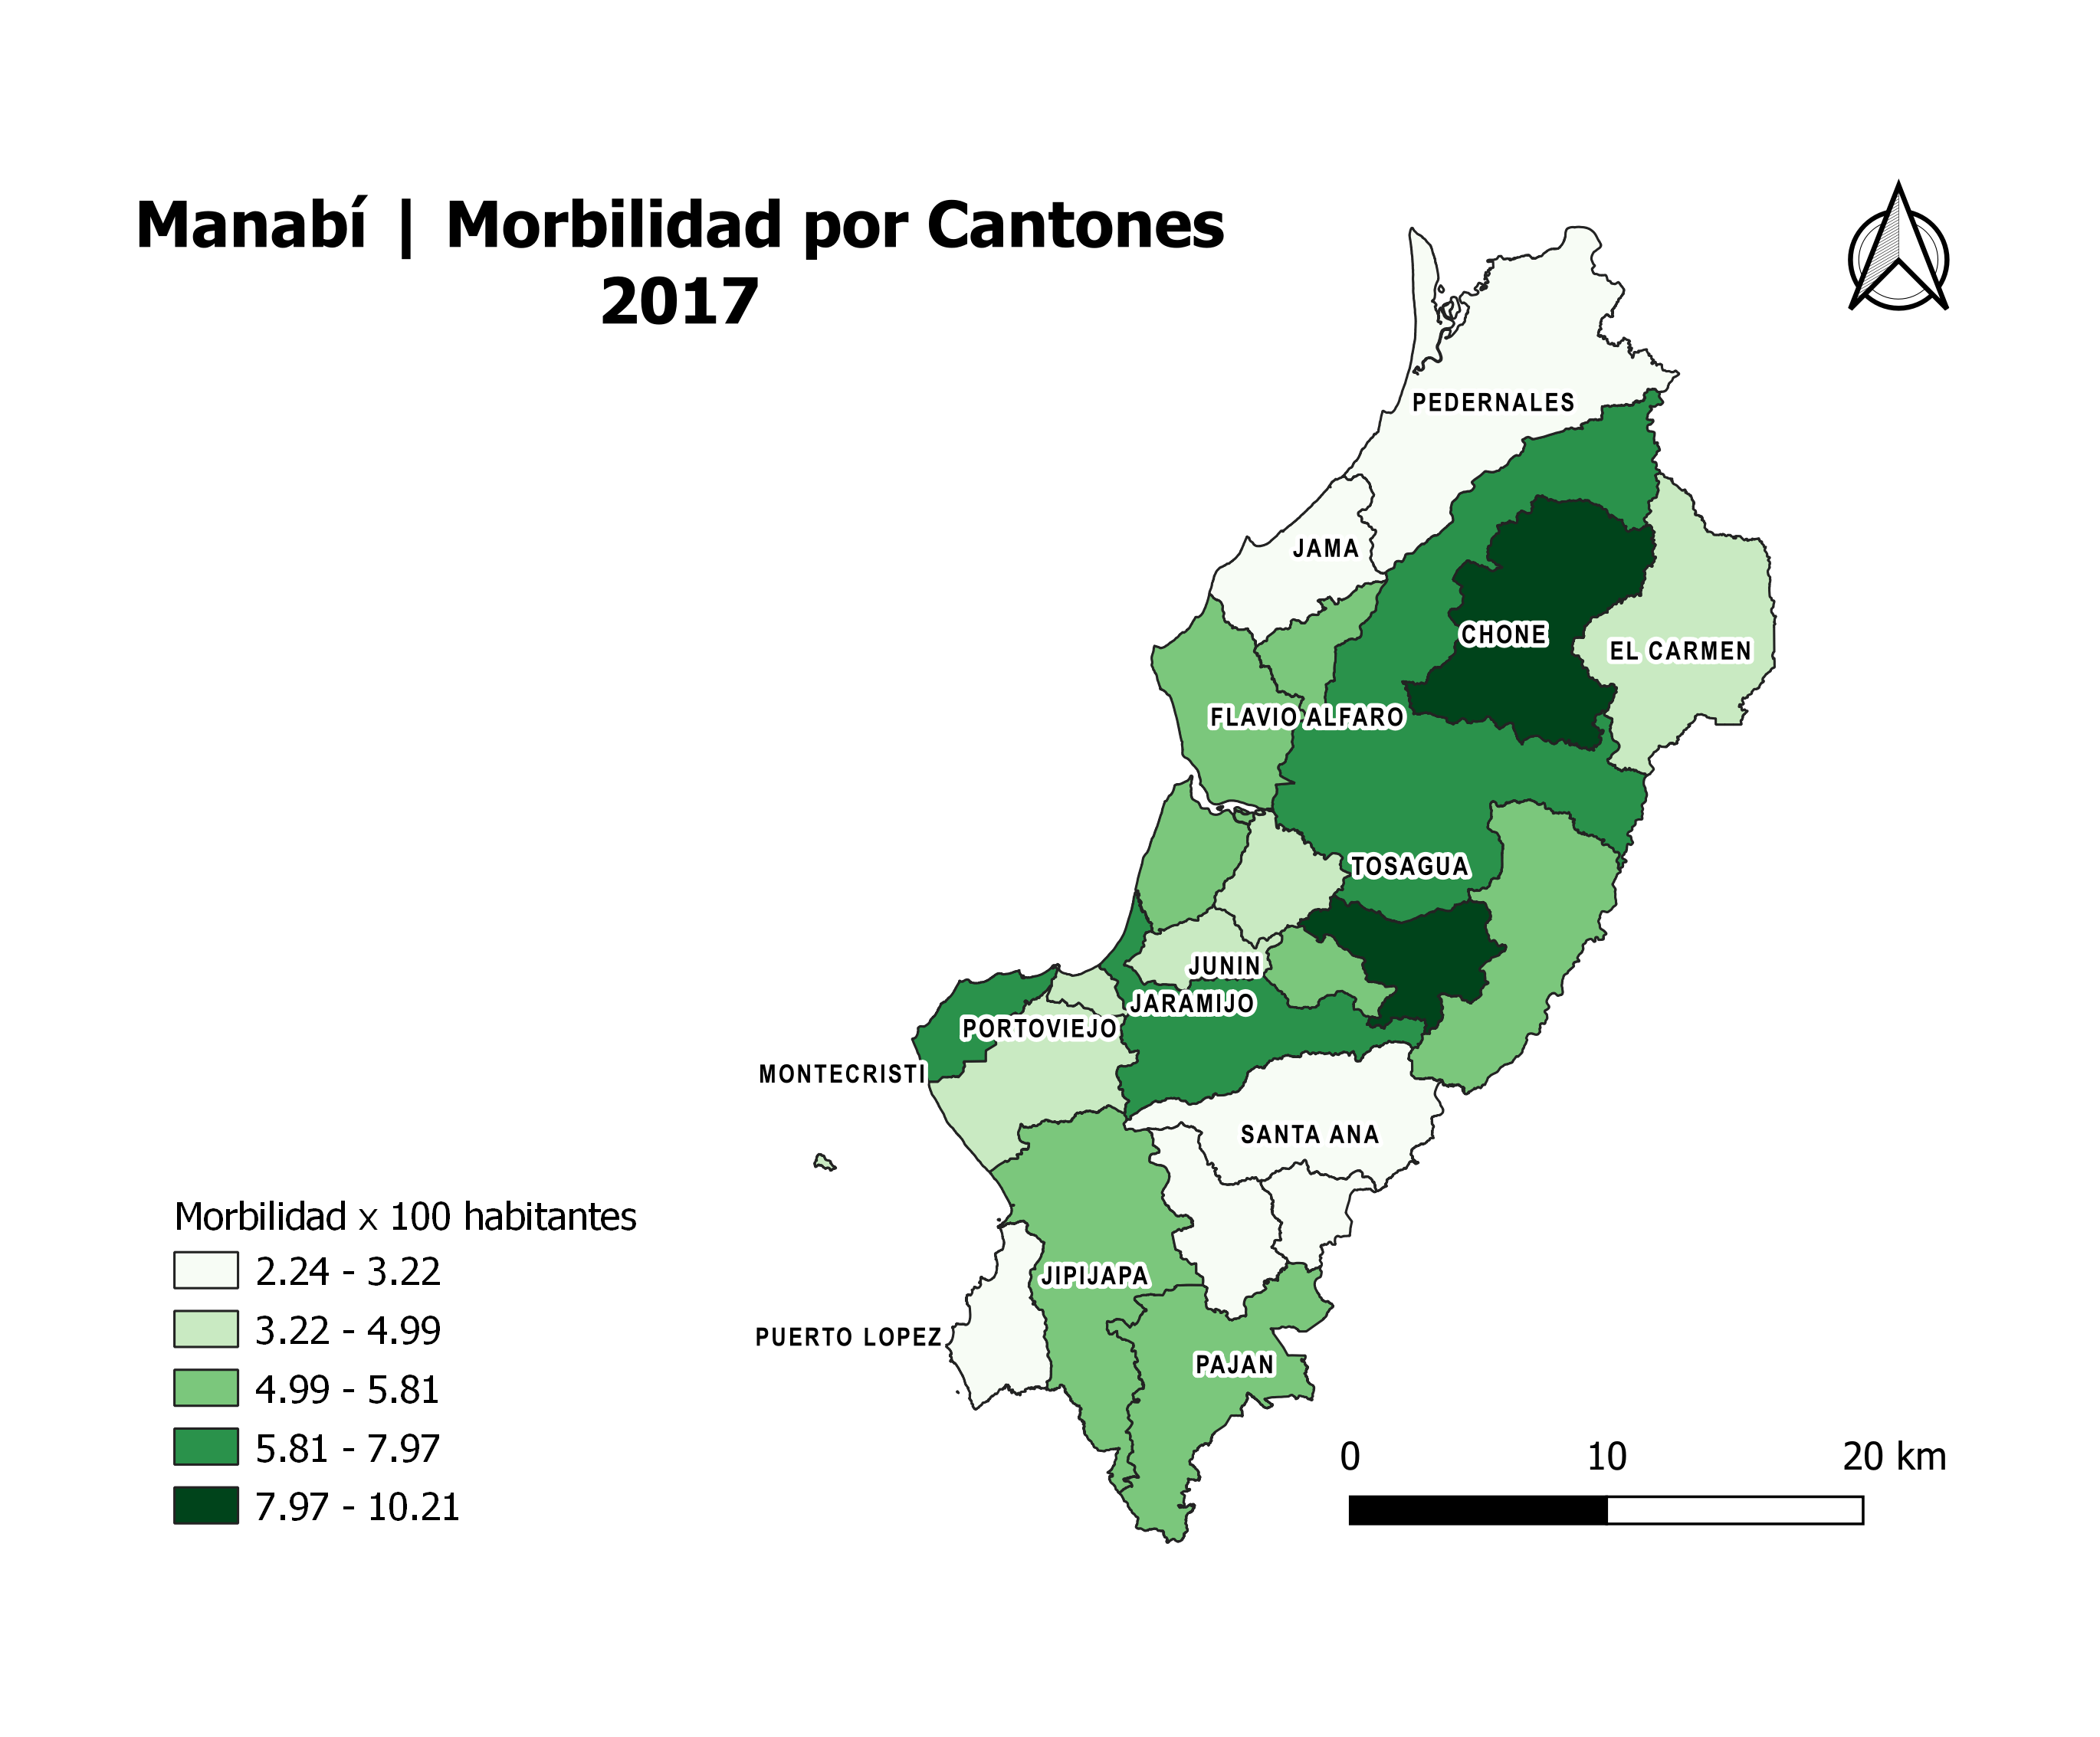 Manabí | Morbilidad por Cantones
2017
PEDERNALES
JAMA
CHONE
EL CARMEN
FLAVIO ALFARO
TOSAGUA
JUNIN
JARAMIJO
PORTOVIEJO
MONTECRISTI
SANTA ANA
JIPIJAPA
PUERTO LOPEZ
PAJAN
Morbilidad x 100 habitantes
2.24 - 3.22
3.22 - 4.99
4.99 - 5.81
5.81 - 7.97
7.97 - 10.21
0 10 20 km